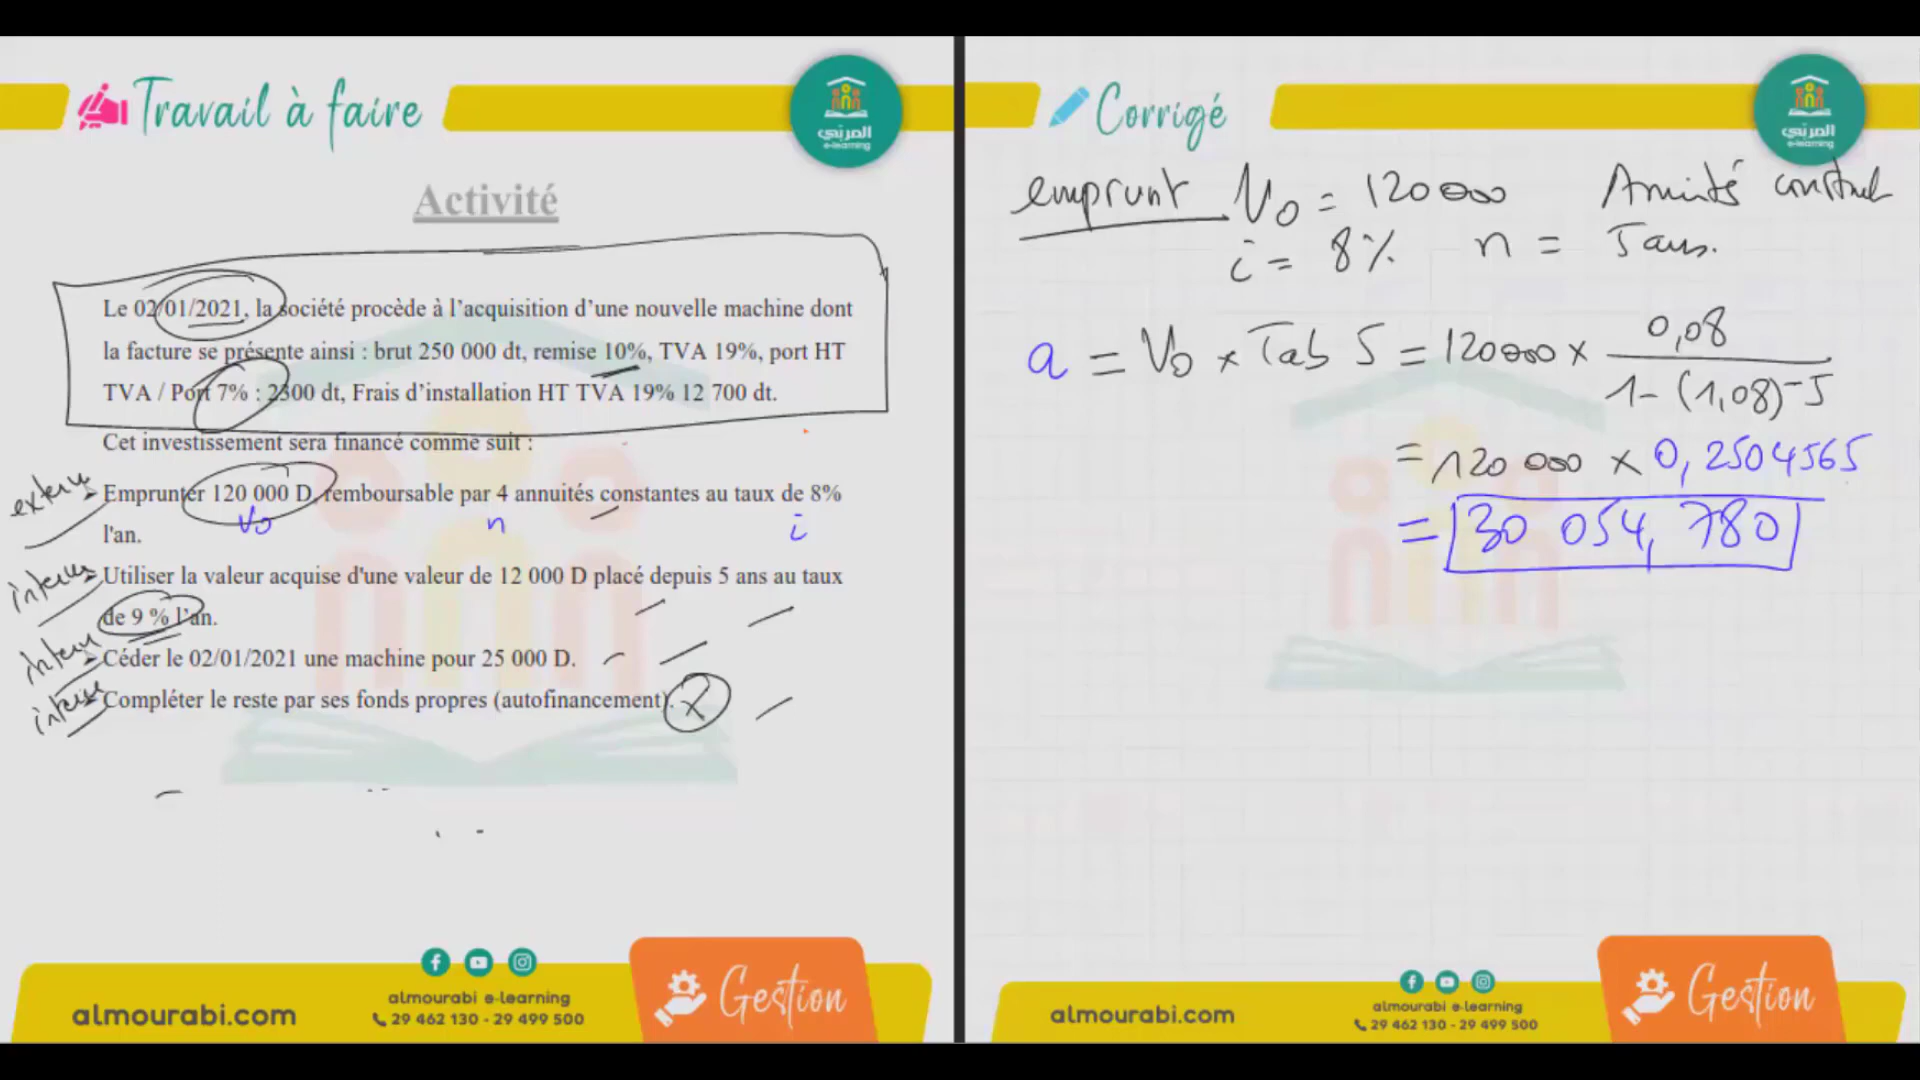 Travail à faire
المربّي
e-learning
Activité
Le 02/01/2021, la société procède à l'acquisition d'une nouvelle machine dont
la facture se présente ainsi : brut 250 000 dt, remise 10%, TVA 19%, port HT
TVA / Port 7% : 2300 dt, Frais d'installation HT TVA 19% 12 700 dt.
Cet investissement sera financé comme suit :
externe
➢ Emprunter 120 000 D, remboursable par 4 annuités constantes au taux de 8%
V0 n i
l'an.
interne
➢ Utiliser la valeur acquise d'une valeur de 12 000 D placé depuis 5 ans au taux
de 9 % l'an.
interne
➢ Céder le 02/01/2021 une machine pour 25 000 D.
interne
➢ Compléter le reste par ses fonds propres (autofinancement).
almourabi.com
almourabi e-learning
29 462 130 - 29 499 500
Gestion
Corrigé
المربّي
e-learning
emprunt V0 = 120 000 Annuité
i = 8% n = 5 ans.
a = V0 × Tab 5 = 120 000 × 0,08
1-(1,08)-5
= 120 000 × 0,2504565
= 30 054, 780
almourabi.com
almourabi e-learning
29 462 130 - 29 499 500
Gestion